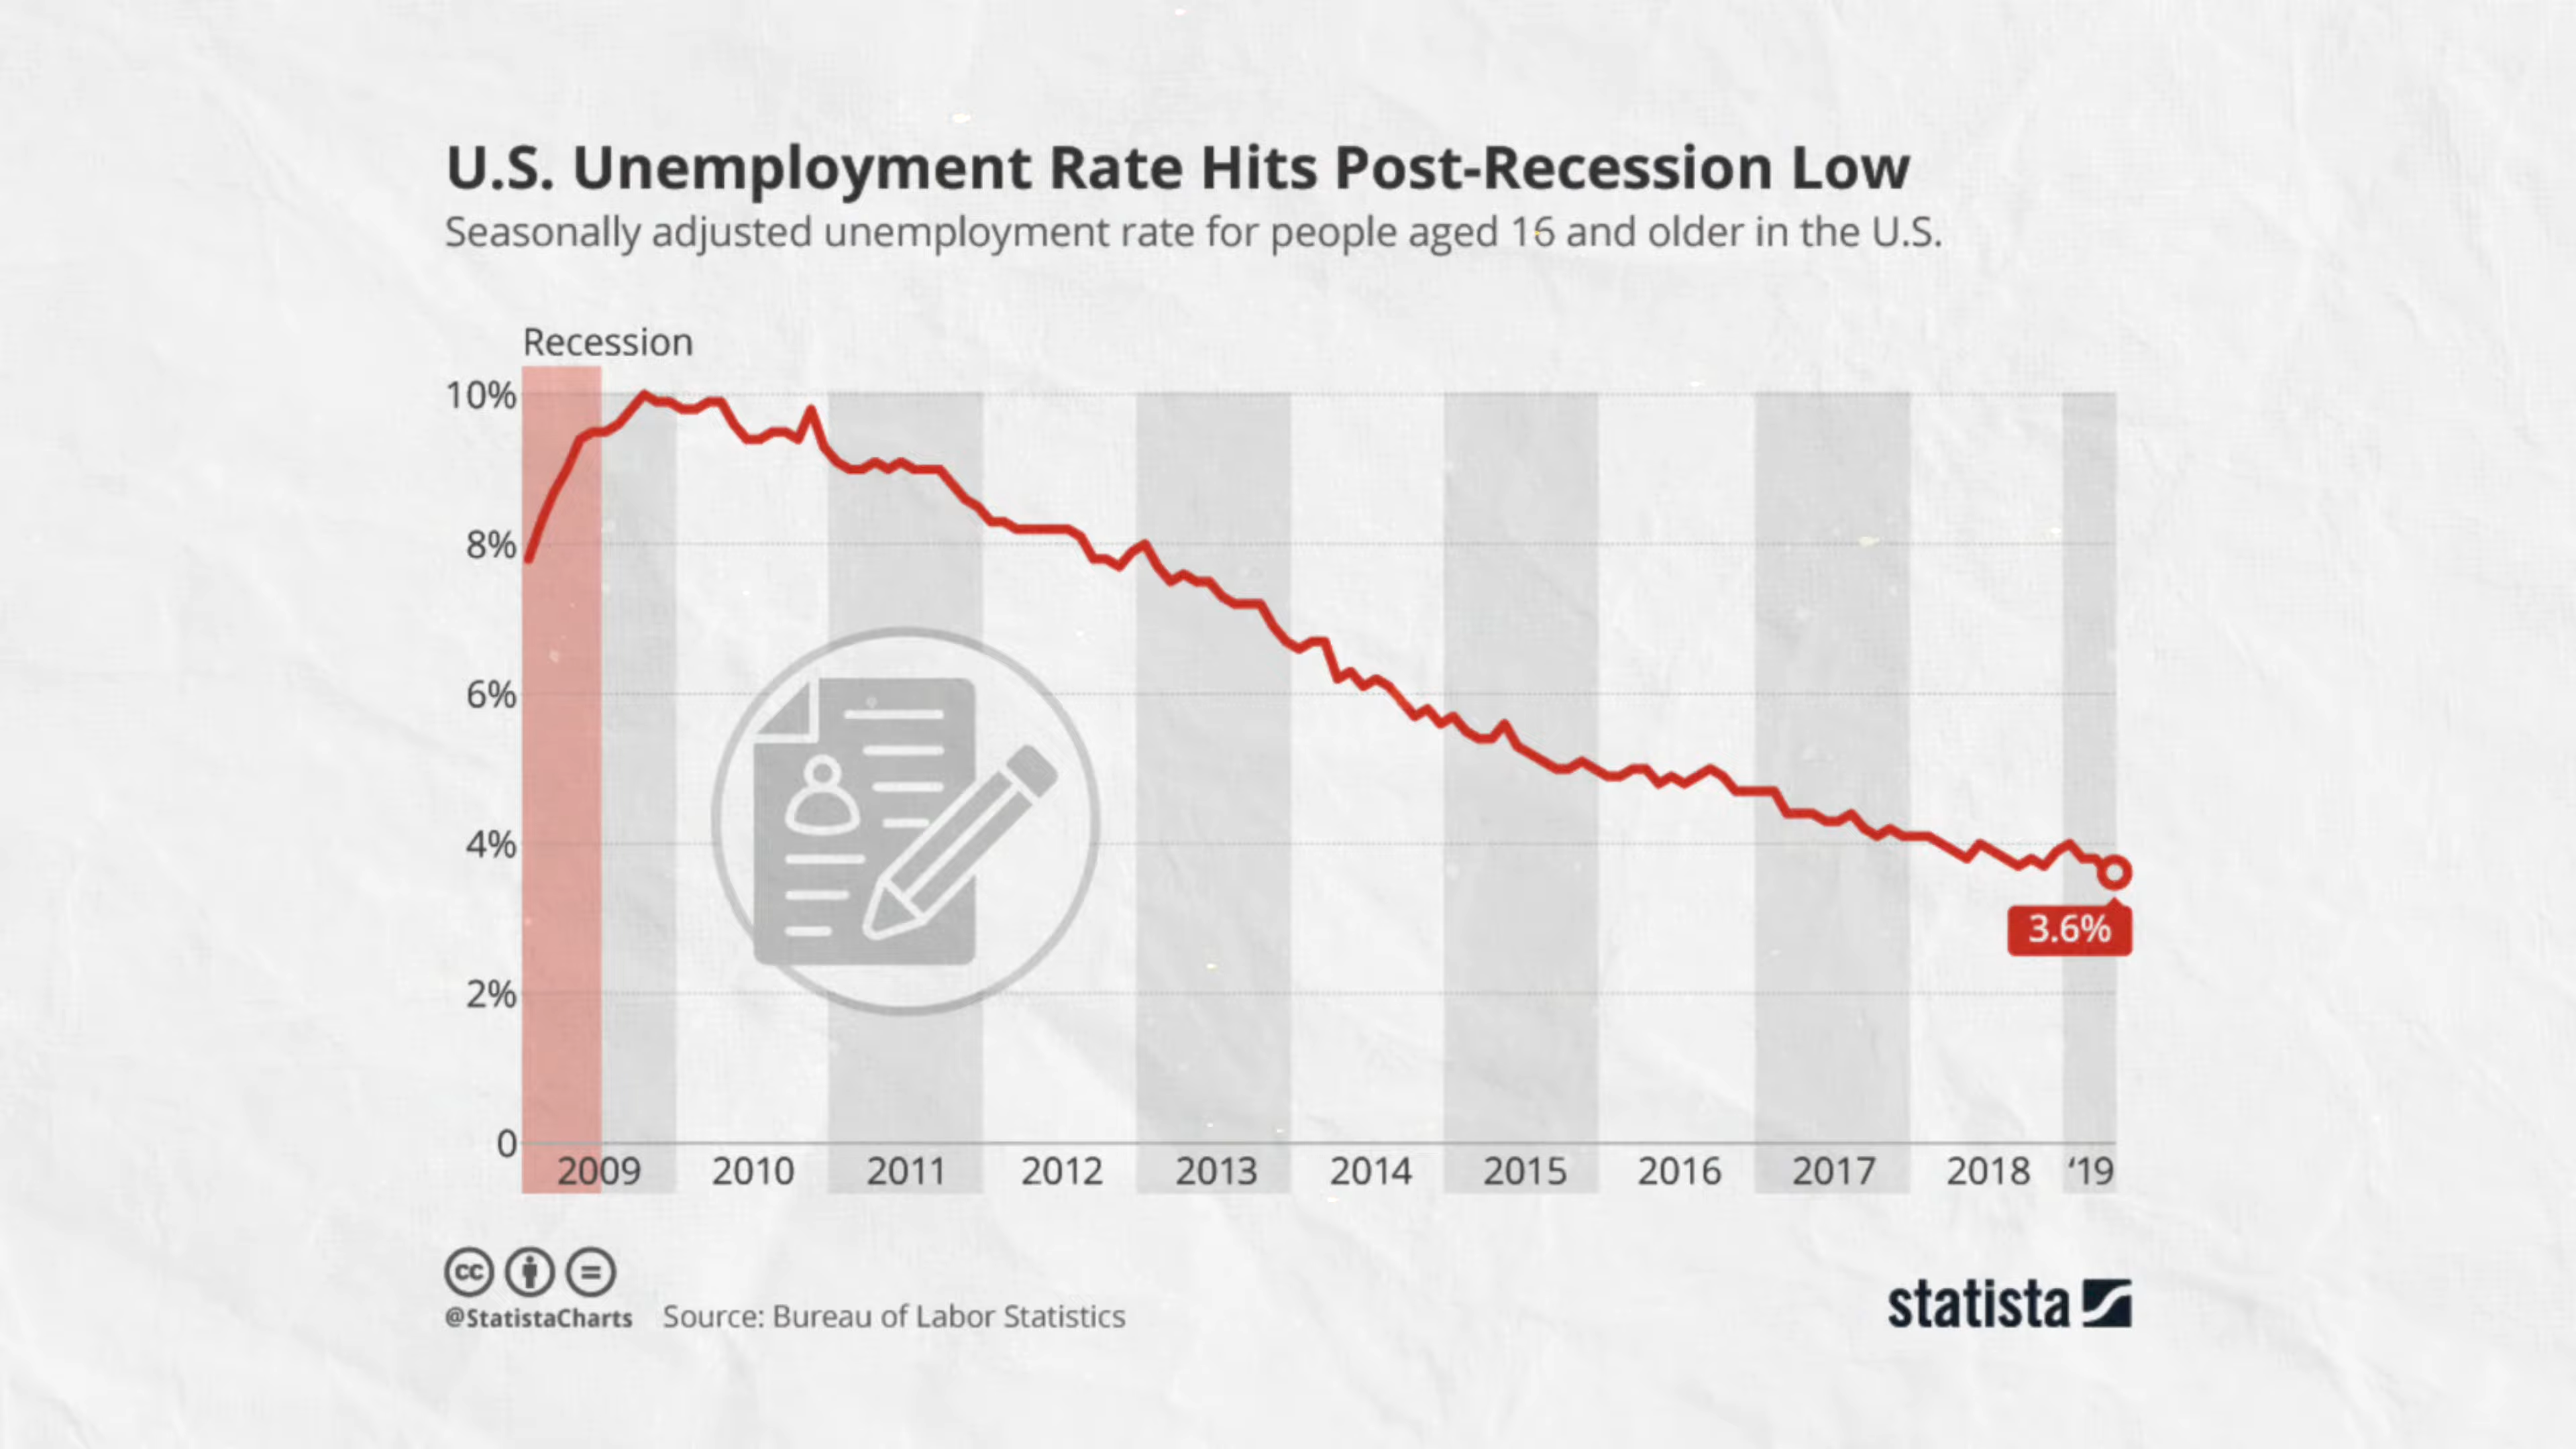 U.S. Unemployment Rate Hits Post-Recession Low
Seasonally adjusted unemployment rate for people aged 16 and older in the U.S.
Recession
10%
8%
6%
4%
2%
0
3.6%
2009 2010 2011 2012 2013 2014 2015 2016 2017 2018 ‘19
cc
@StatistaCharts Source: Bureau of Labor Statistics
statista